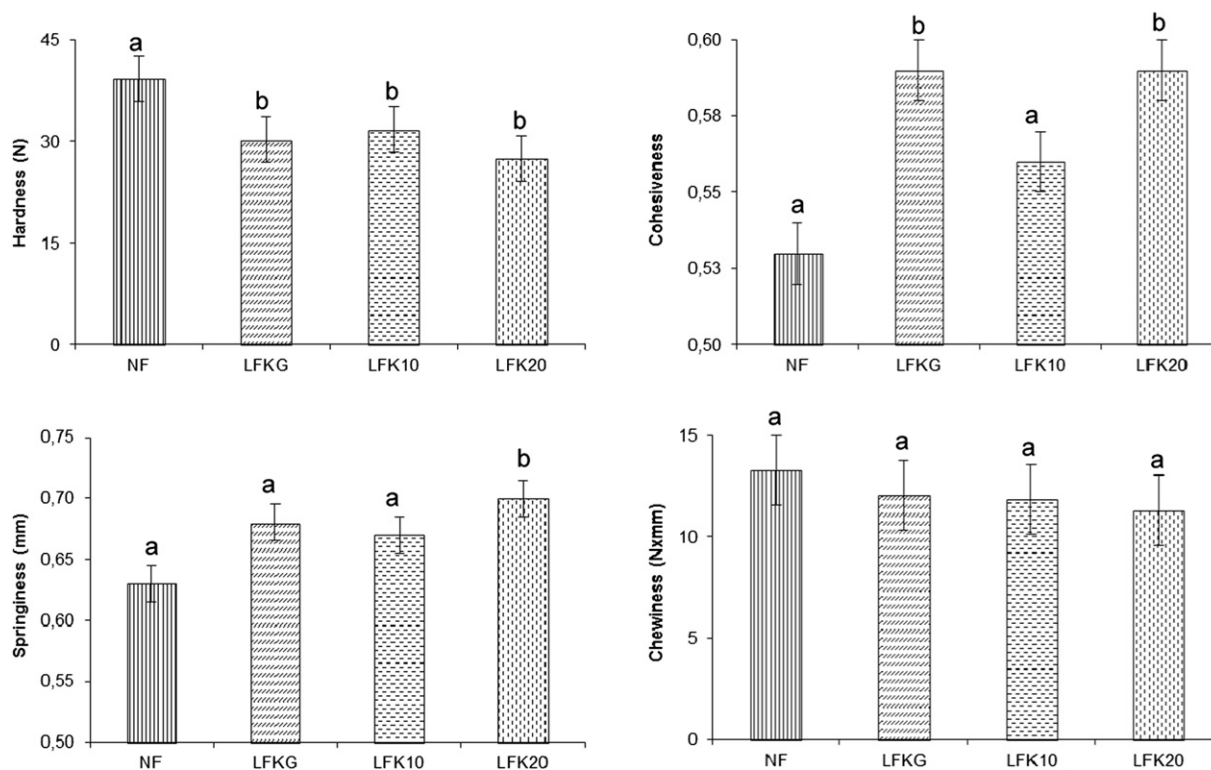 Hardness (N)
45
30
15
0
a
b
b
b
NF
LFKG
LFK10
LFK20
Cohesiveness
0,60
0,58
0,55
0,53
0,50
a
b
a
b
NF
LFKG
LFK10
LFK20
Springiness (mm)
0,75
0,70
0,65
0,60
0,55
0,50
a
a
a
b
NF
LFKG
LFK10
LFK20
Chewiness (Nxmm)
15
10
5
0
a
a
a
a
NF
LFKG
LFK10
LFK20